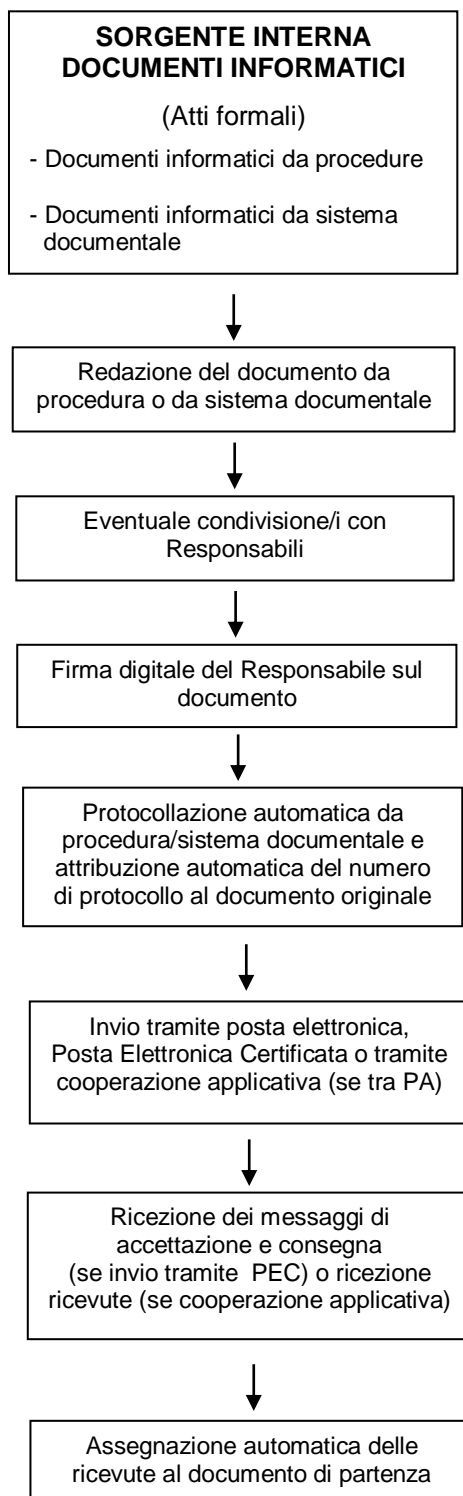 SORGENTE INTERNA
DOCUMENTI INFORMATICI
(Atti formali)
- Documenti informatici da procedure
- Documenti informatici da sistema
documentale
Redazione del documento da
procedura o da sistema documentale
Eventuale condivisione/i con
Responsabili
Firma digitale del Responsabile sul
documento
Protocollazione automatica da
procedura/sistema documentale e
attribuzione automatica del numero
di protocollo al documento originale
Invio tramite posta elettronica,
Posta Elettronica Certificata o tramite
cooperazione applicativa (se tra PA)
Ricezione dei messaggi di
accettazione e consegna
(se invio tramite PEC) o ricezione
ricevute (se cooperazione applicativa)
Assegnazione automatica delle
ricevute al documento di partenza